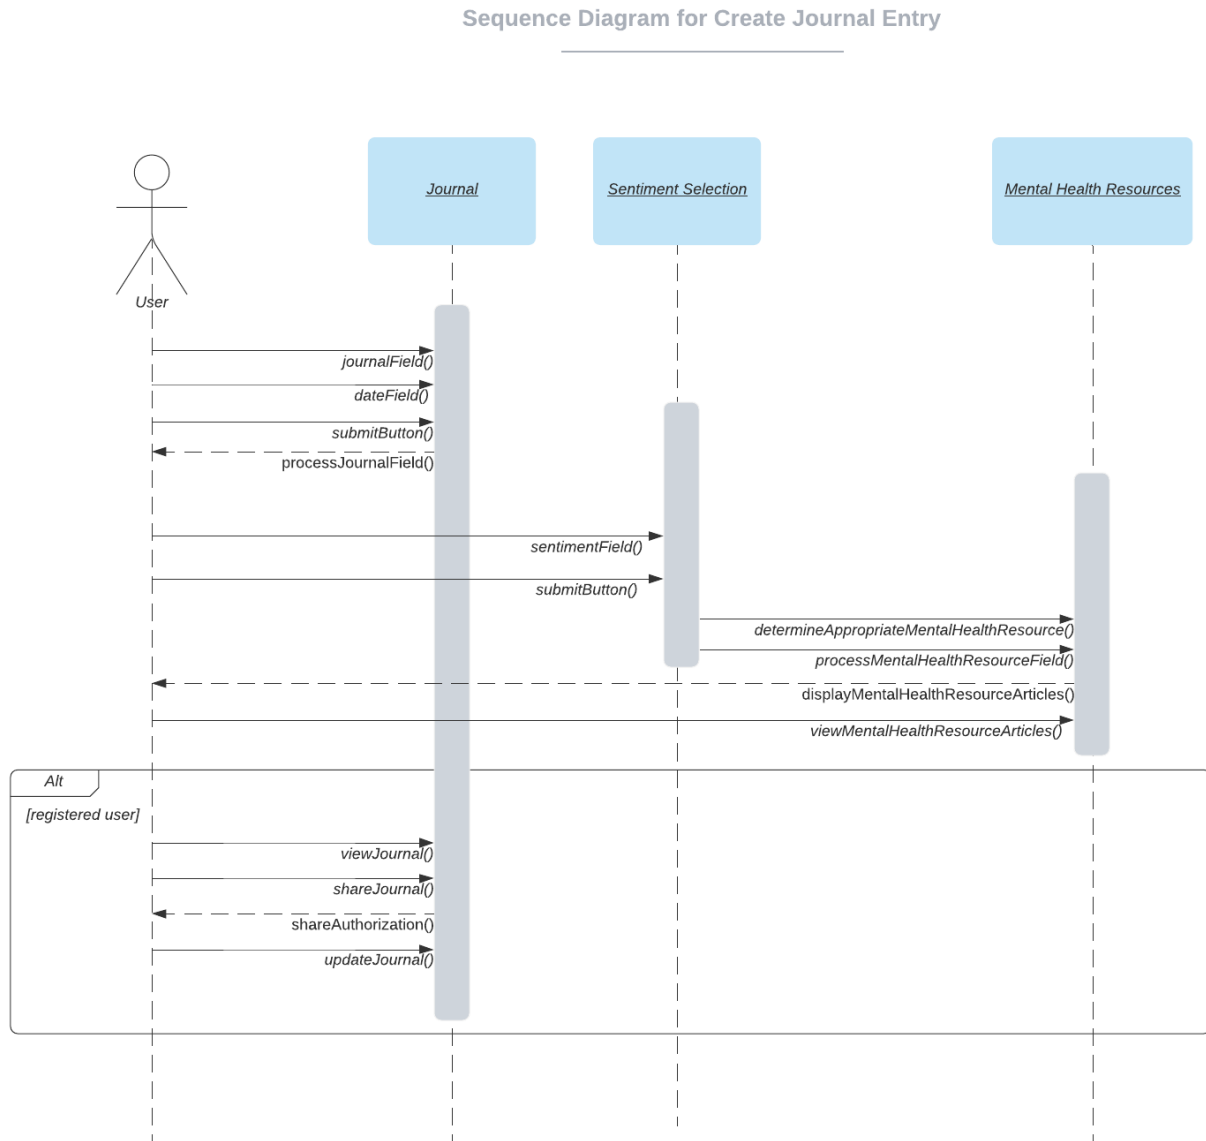 Sequence Diagram for Create Journal Entry
Journal
Sentiment Selection
Mental Health Resources
User
journalField()
dateField()
submitButton()
processJournalField()
sentimentField()
submitButton()
determineAppropriateMentalHealthResource()
processMentalHealthResourceField()
displayMentalHealthResourceArticles()
viewMentalHealthResourceArticles()
Alt
[registered user]
viewJournal()
shareJournal()
shareAuthorization()
updateJournal()